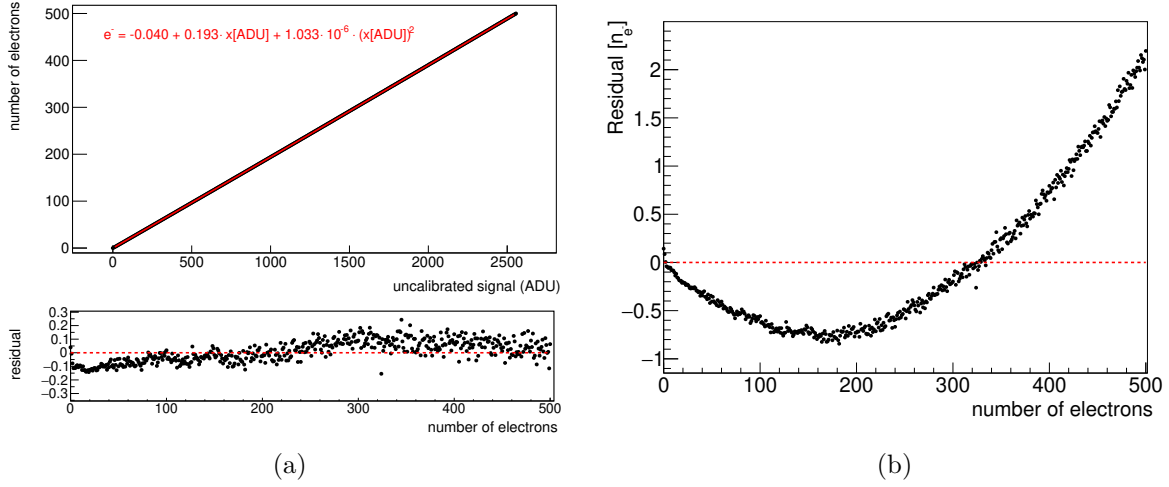 number of electrons
500
400
300
200
100
0
e⁻ = -0.040 + 0.193· x[ADU] + 1.033·10⁻⁶ · (x[ADU])²
0 500 1000 1500 2000 2500
uncalibrated signal (ADU)
residual
0.3
0.2
0.1
0
−0.1
−0.2
−0.3
0 100 200 300 400 500
number of electrons
(a)
Residual [n_e⁻]
2
1.5
1
0.5
0
−0.5
−1
0 100 200 300 400 500
number of electrons
(b)